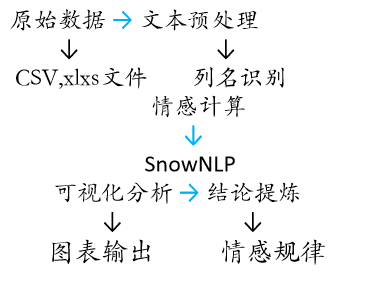 原始数据 → 文本预处理
↓ ↓
CSV,xlxs文件 列名识别
情感计算
↓
SnowNLP
可视化分析 → 结论提炼
↓ ↓
图表输出 情感规律